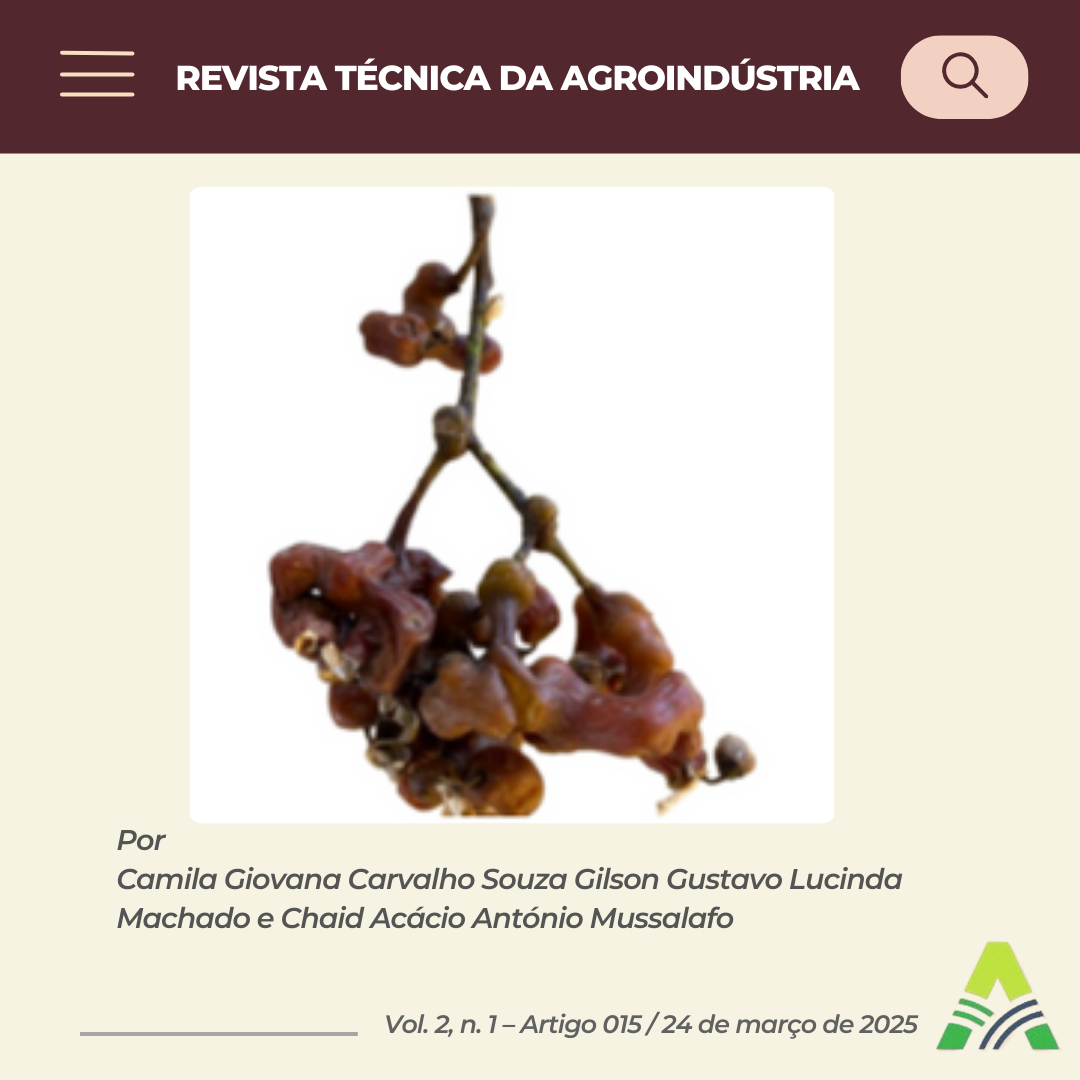 REVISTA TÉCNICA DA AGROINDÚSTRIA
Por
Camila Giovana Carvalho Souza Gilson Gustavo Lucinda
Machado e Chaid Acácio António Mussalafo
Vol. 2, n. 1 – Artigo 015 / 24 de março de 2025